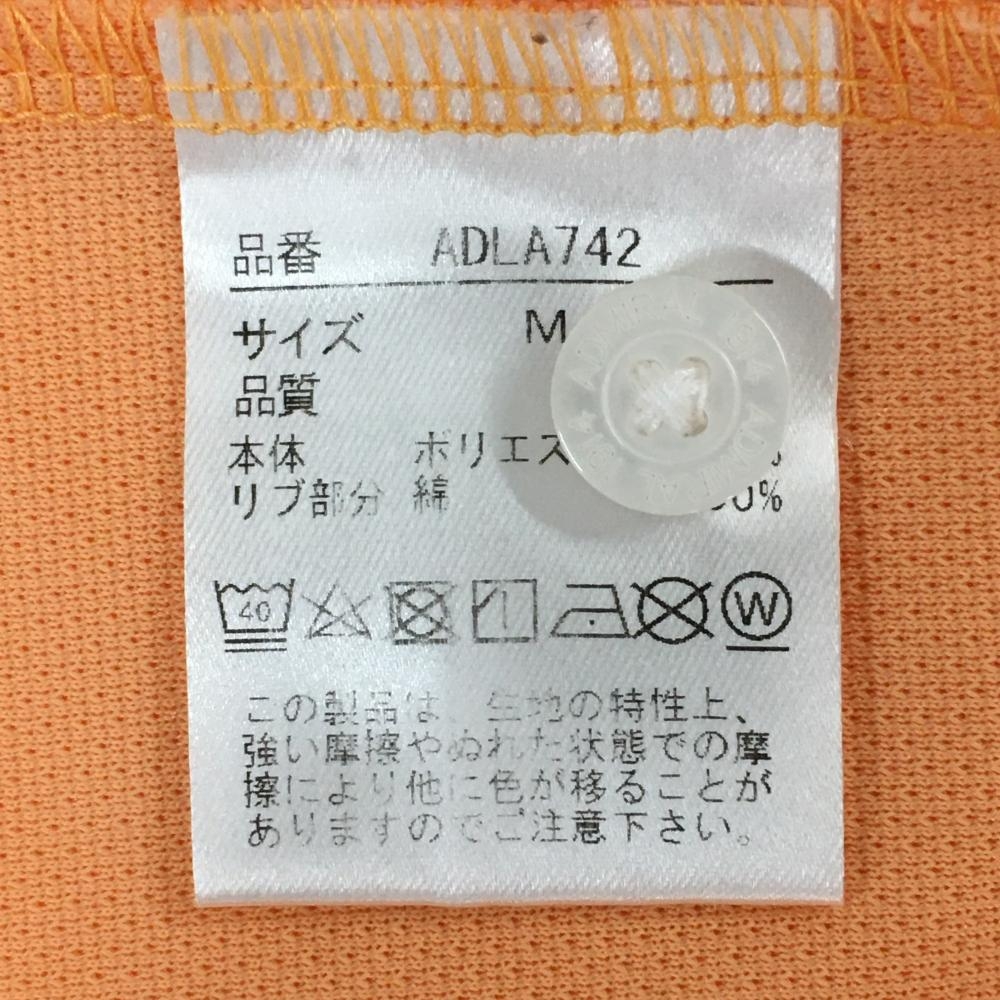 品番 ADLA742
サイズ M
品質
本体 ポリエス %
リブ部分 綿 00%
40
W
この製品は、生地の特性上、
強い摩擦やぬれた状態での摩
擦により他に色が移ることが
ありますのでご注意下さい。